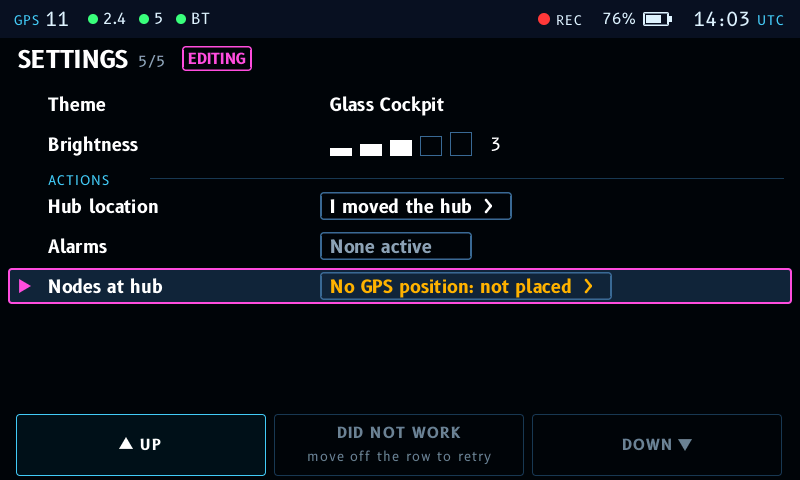 GPS 11 2.4 5 BT REC 76% 14:03 UTC
SETTINGS 5/5 EDITING
Theme Glass Cockpit
Brightness 3
ACTIONS
Hub location I moved the hub >
Alarms None active
▶ Nodes at hub No GPS position: not placed >
▲ UP DID NOT WORK DOWN ▼
move off the row to retry